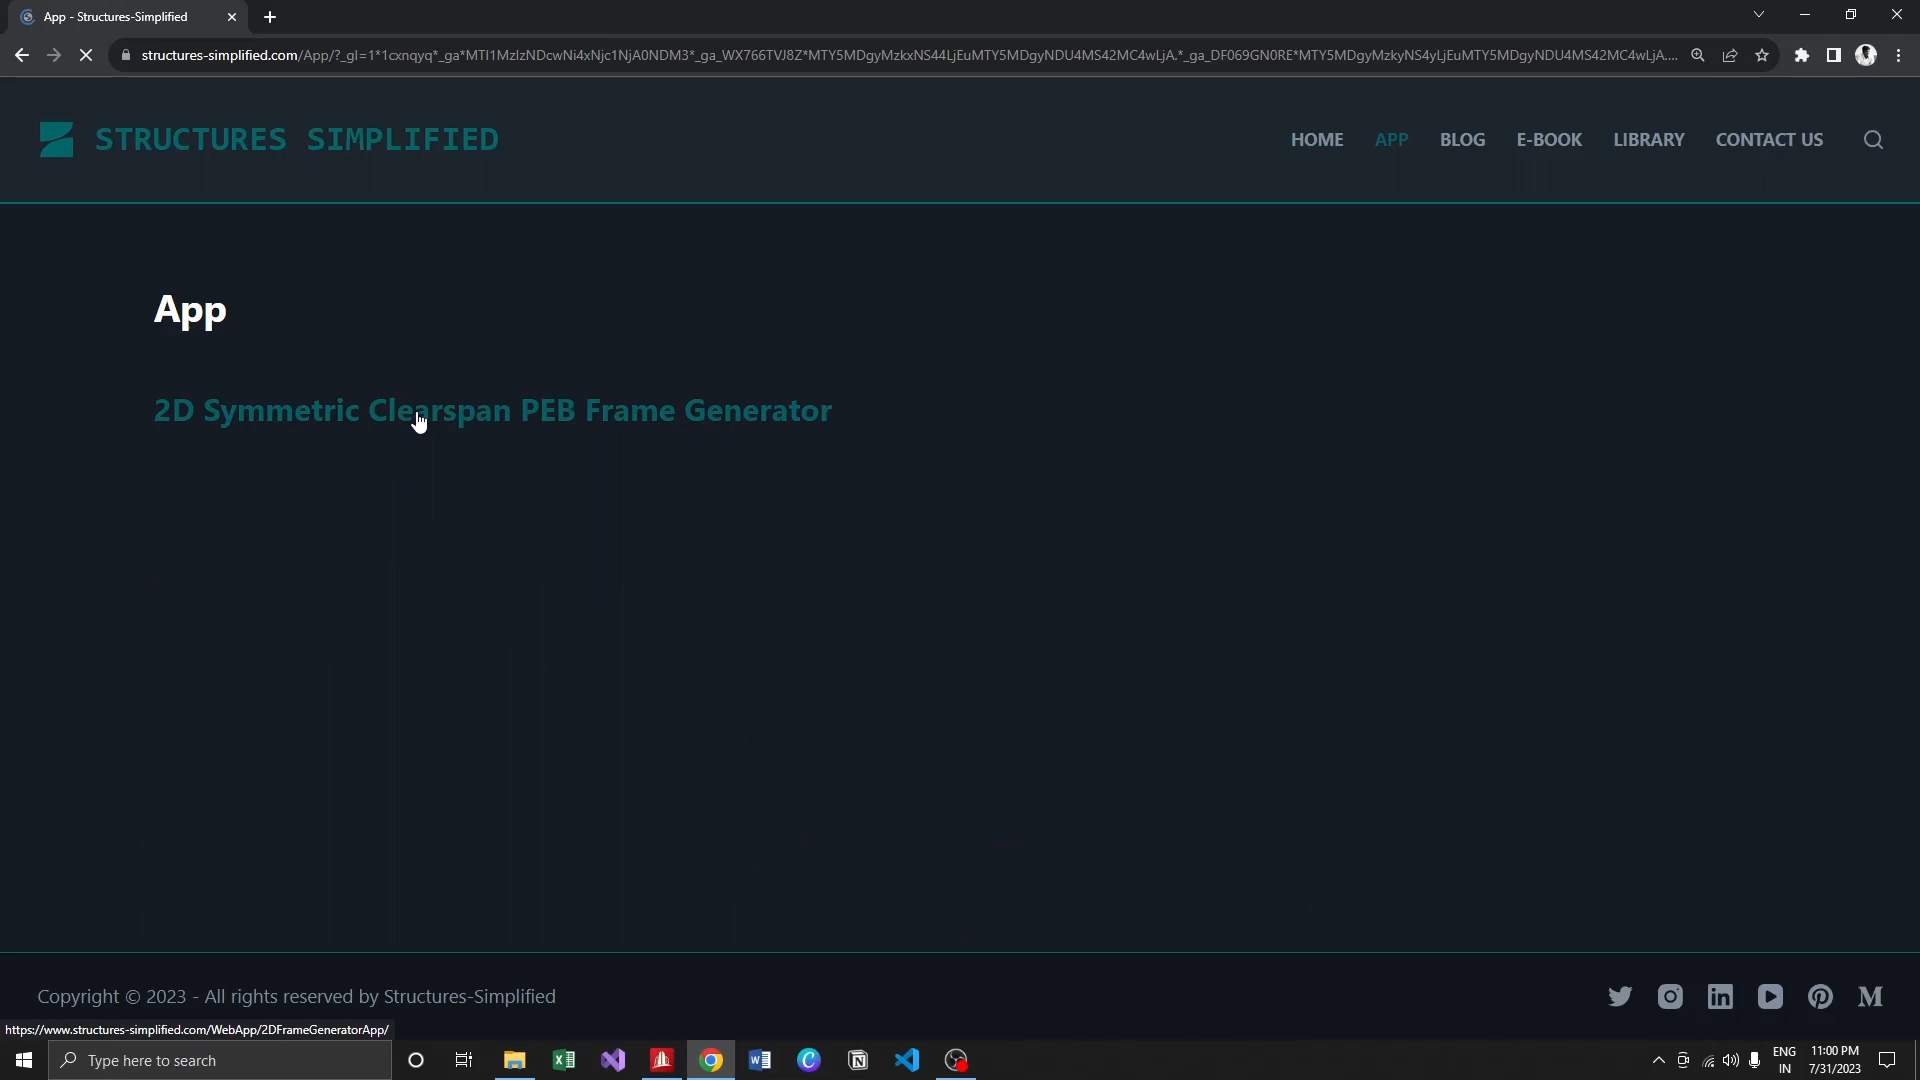 App - Structures-Simplified
structures-simplified.com/App/?_gl=1*1cxnqyq*_ga*MTI1MzIzNDcwNi4xNjc1NjA0NDM3*_ga_WX766TVJ8Z*MTY5MDgyMzkxNS44LjEuMTY5MDgyNDU4MS42MC4wLjA.*_ga_DF069GN0RE*MTY5MDgyMzkyNS4yLjEuMTY5MDgyNDU4MS42MC4wLjA....
STRUCTURES SIMPLIFIED
HOME APP BLOG E-BOOK LIBRARY CONTACT US
App
2D Symmetric Clearspan PEB Frame Generator
Copyright © 2023 - All rights reserved by Structures-Simplified
https://www.structures-simplified.com/WebApp/2DFrameGeneratorApp/
Type here to search
ENG
IN
11:00 PM
7/31/2023